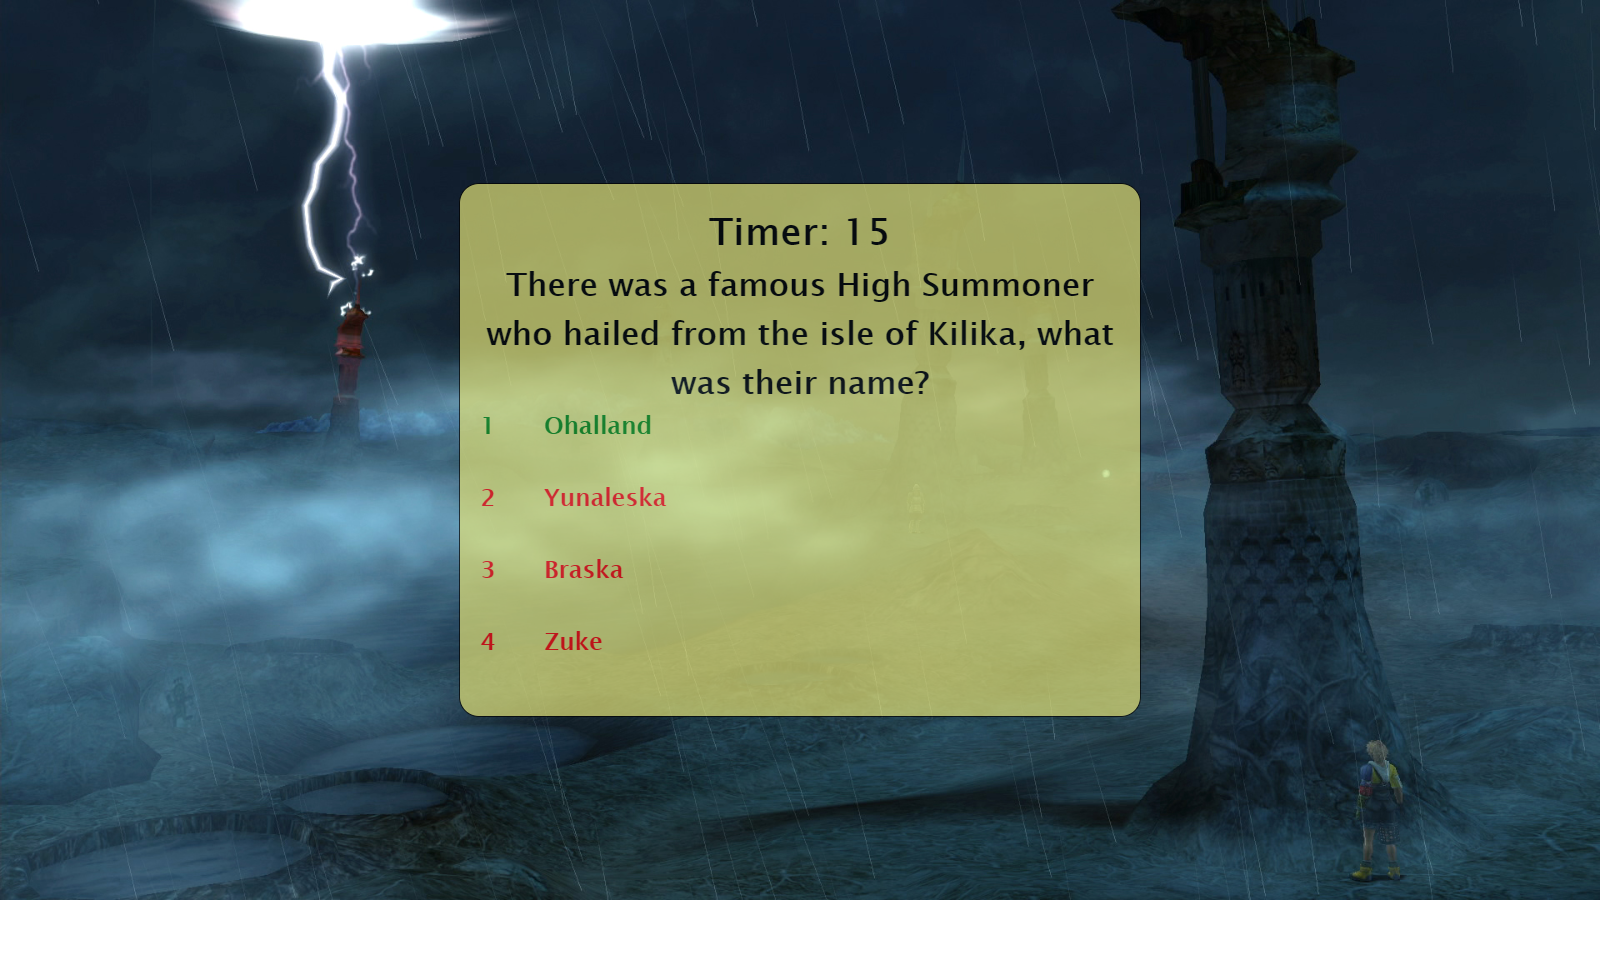 Timer: 15
There was a famous High Summoner
who hailed from the isle of Kilika, what
was their name?
1 Ohalland
2 Yunaleska
3 Braska
4 Zuke